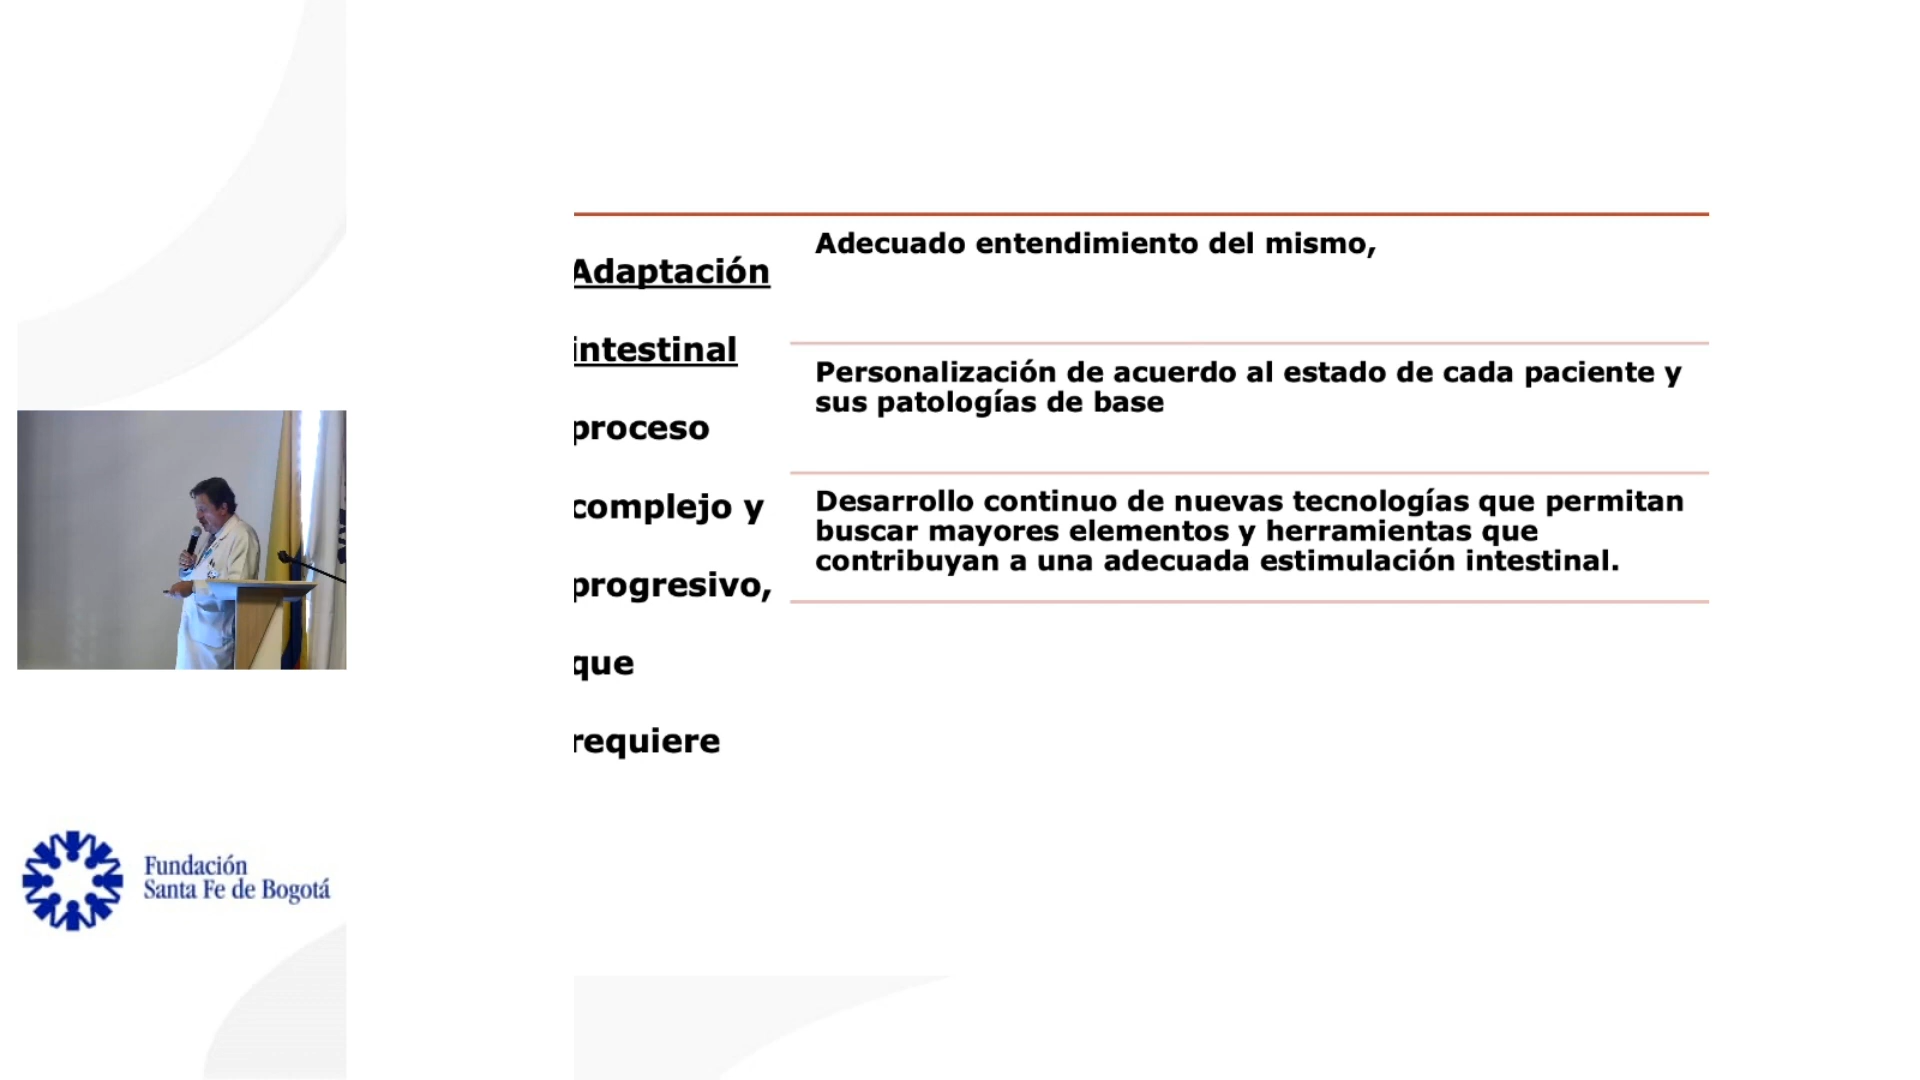 Adaptación
intestinal
proceso
complejo y
progresivo,
que
requiere
Adecuado entendimiento del mismo,
Personalización de acuerdo al estado de cada paciente y
sus patologías de base
Desarrollo continuo de nuevas tecnologías que permitan
buscar mayores elementos y herramientas que
contribuyan a una adecuada estimulación intestinal.
Fundación
Santa Fe de Bogotá